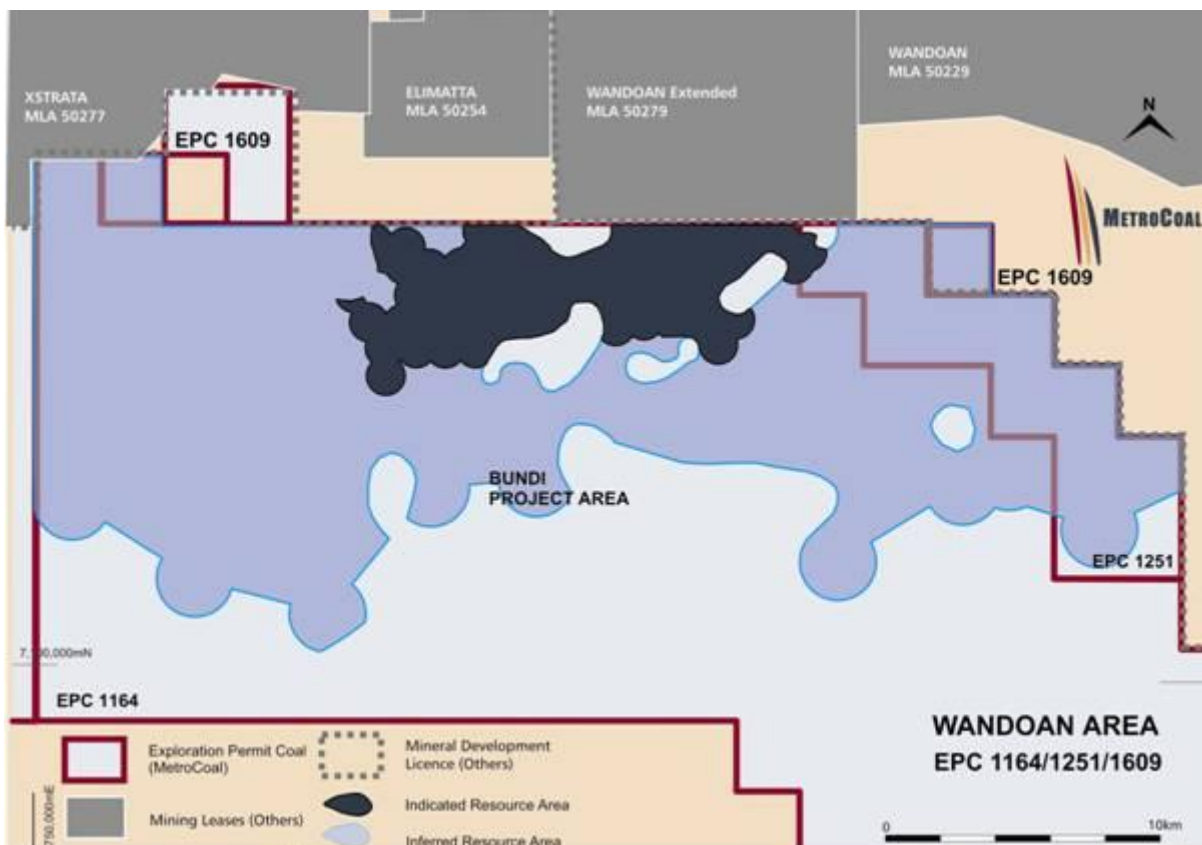 XSTRATA
MLA 50277
ELIMATTA
MLA 50254
WANDOAN Extended
MLA 50279
WANDOAN
MLA 50229
N
EPC 1609
METROCOAL
EPC 1609
BUNDI
PROJECT AREA
EPC 1251
EPC 1164
WANDOAN AREA
EPC 1164/1251/1609
Exploration Permit Coal
(MetroCoal)
Mineral Development
Licence (Others)
Mining Leases (Others)
Indicated Resource Area
Inferred Resource Area
750,000mE
0
10km